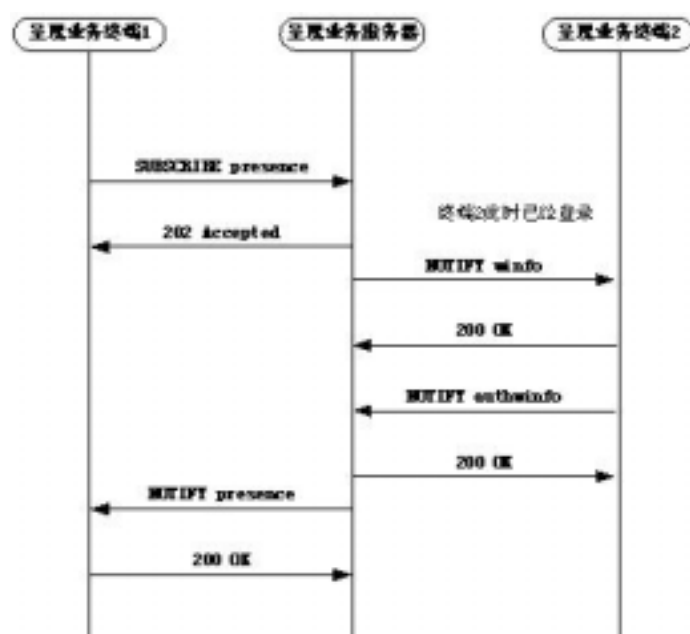 呈现业务终端1
呈现业务服务器
呈现业务终端2
SUBSCRIBE presence
终端2此时已经登录
202 Accepted
NOTIFY winfo
200 OK
NOTIFY authwinfo
200 OK
NOTIFY presence
200 OK